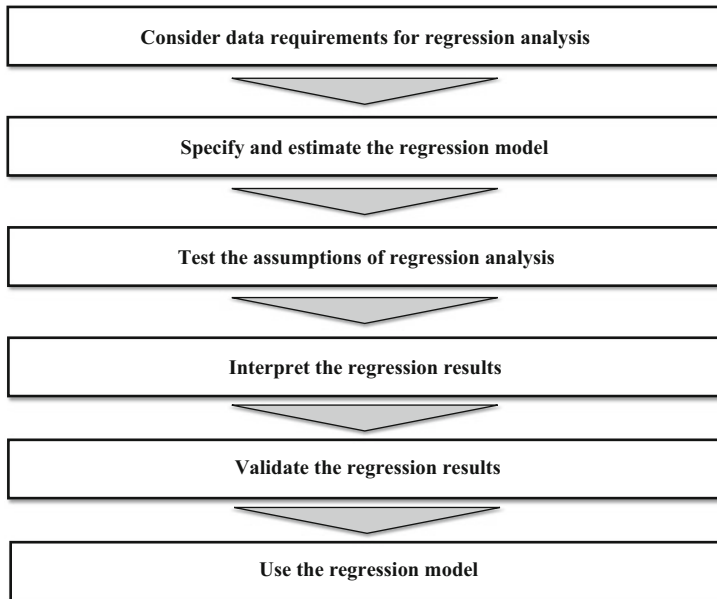 Consider data requirements for regression analysis
Specify and estimate the regression model
Test the assumptions of regression analysis
Interpret the regression results
Validate the regression results
Use the regression model